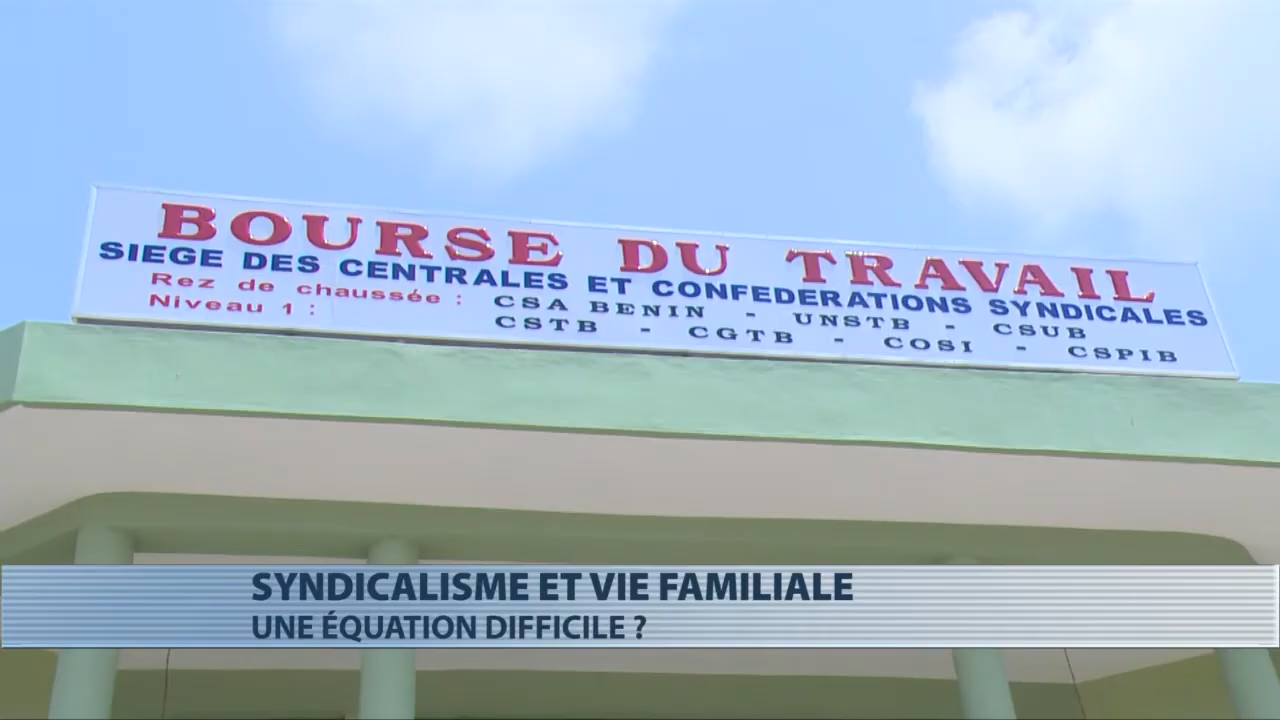 BOURSE DU TRAVAIL
SIEGE DES CENTRALES ET CONFEDERATIONS SYNDICALES
Rez de chaussée : CSA BENIN - UNSTB - CSUB
Niveau 1 : CSTB - CGTB - COSI - CSPIB
SYNDICALISME ET VIE FAMILIALE
UNE ÉQUATION DIFFICILE ?